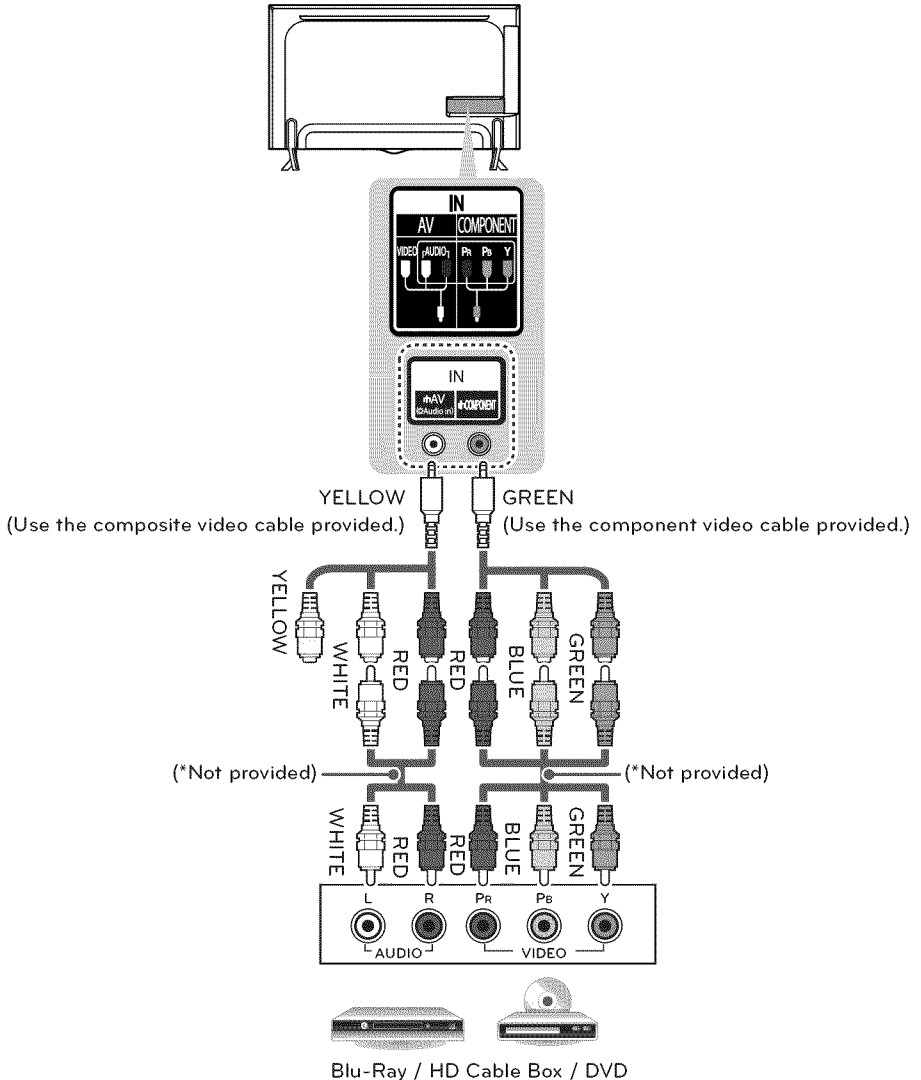 IN
AV COMPONENT
VIDEO AUDIO PR PB Y
IN
AV COMPONENT
(Audio in)
YELLOW GREEN
(Use the composite video cable provided.) (Use the component video cable provided.)
YELLOW
WHITE
RED
RED
BLUE
GREEN
(*Not provided) (*Not provided)
WHITE
RED
RED
BLUE
GREEN
L R PR PB Y
AUDIO VIDEO
Blu-Ray / HD Cable Box / DVD